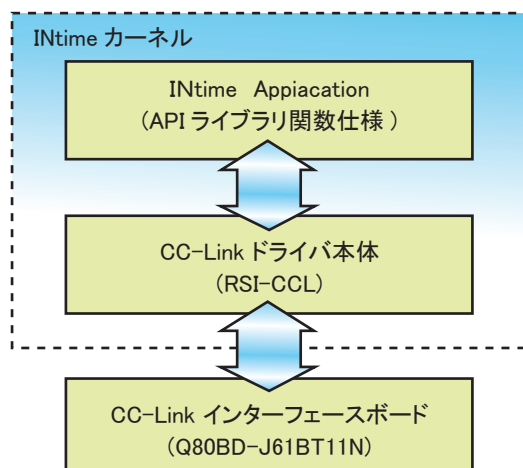 INtime カーネル
INtime Appiacation
(API ライブラリ関数仕様 )
CC-Link ドライバ本体
(RSI-CCL)
CC-Link インターフェースボード
(Q80BD-J61BT11N)